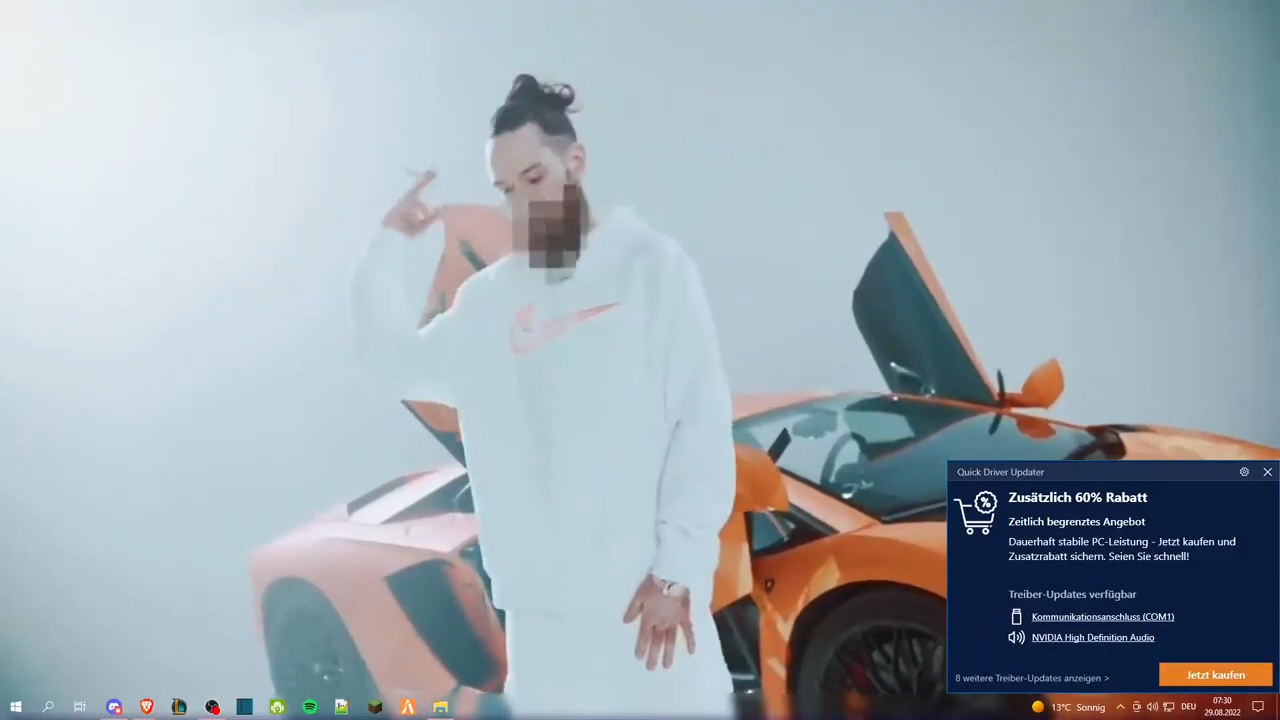 Quick Driver Updater
Zusätzlich 60% Rabatt
Zeitlich begrenztes Angebot
Dauerhaft stabile PC-Leistung - Jetzt kaufen und
Zusatzrabatt sichern. Seien Sie schnell!
Treiber-Updates verfügbar
Kommunikationsanschluss (COM1)
NVIDIA High Definition Audio
8 weitere Treiber-Updates anzeigen >
Jetzt kaufen
13°C Sonnig
DEU
07:30
29.08.2022